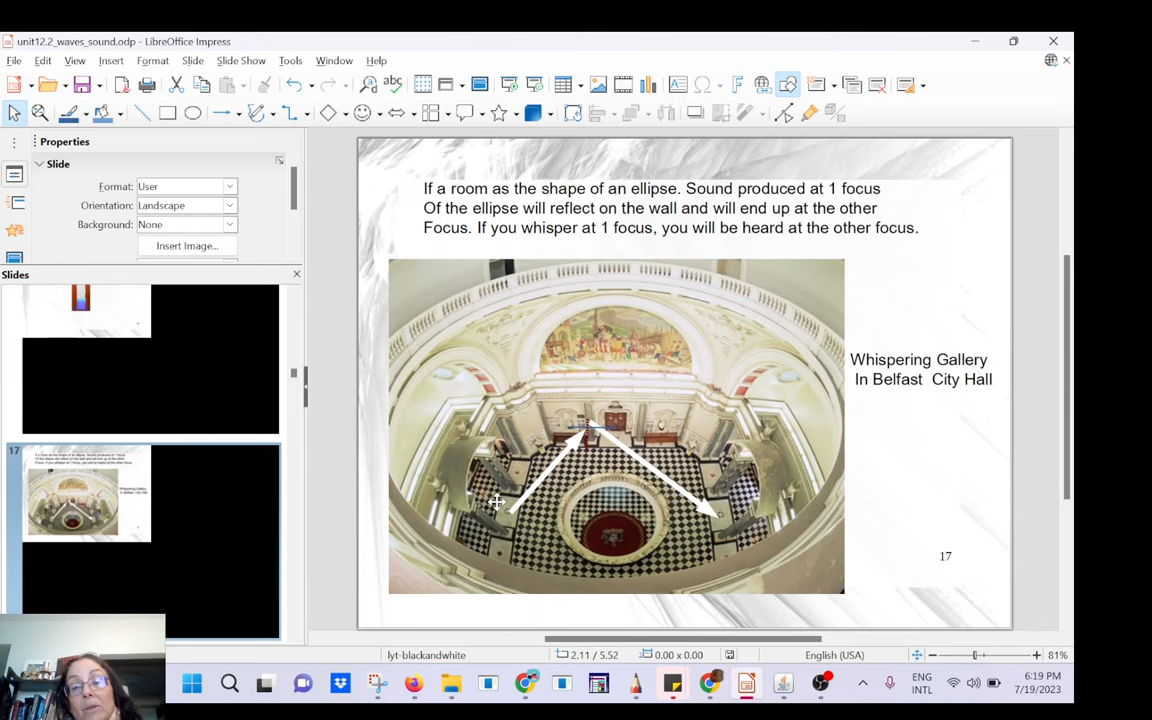 unit12.2_waves_sound.odp - LibreOffice Impress
File Edit View Insert Format Slide Slide Show Tools Window Help
Properties
Slide
Format: User
Orientation: Landscape
Background: None
Insert Image...
Slides
17
If a room as the shape of an ellipse. Sound produced at 1 focus
Of the ellipse will reflect on the wall and will end up at the other
Focus. If you whisper at 1 focus, you will be heard at the other focus.
Whispering Gallery
In Belfast City Hall
17
lyt-blackandwhite
2.11 / 5.52
0.00 x 0.00
English (USA)
81%
ENG
INTL
6:19 PM
7/19/2023